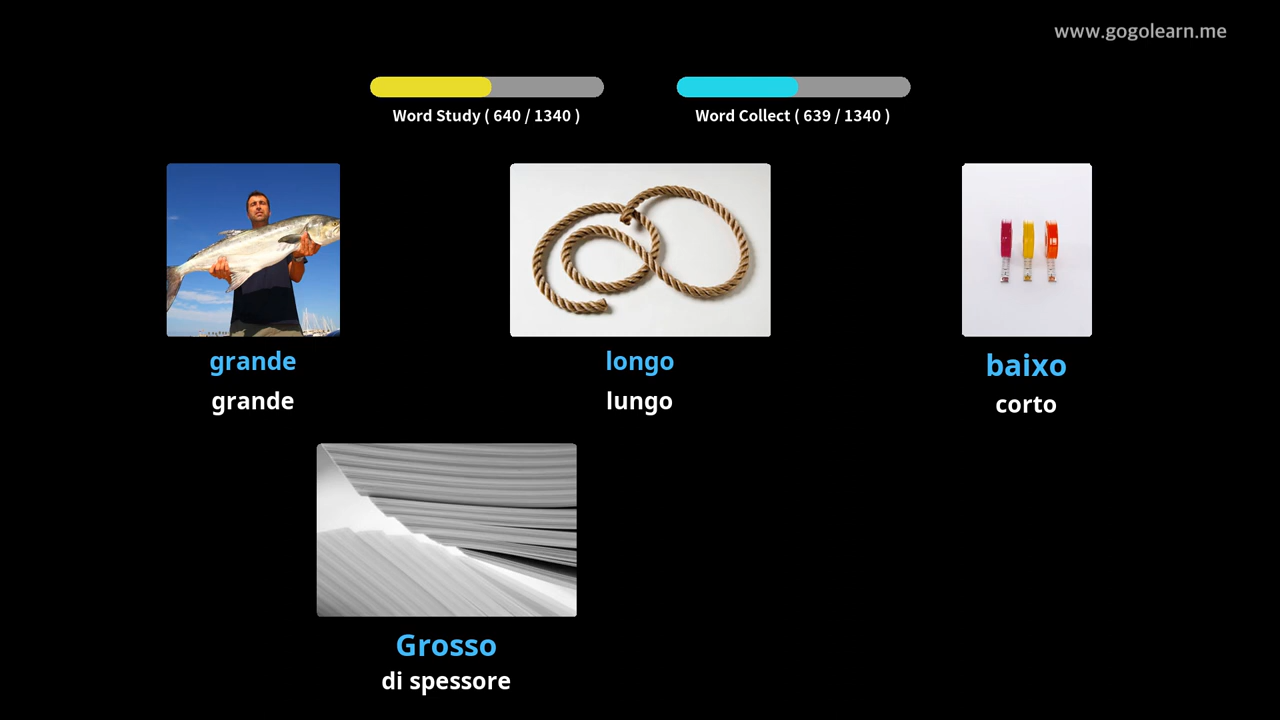 www.gogolearn.me
Word Study ( 640 / 1340 )
Word Collect ( 639 / 1340 )
grande
grande
longo
lungo
baixo
corto
Grosso
di spessore